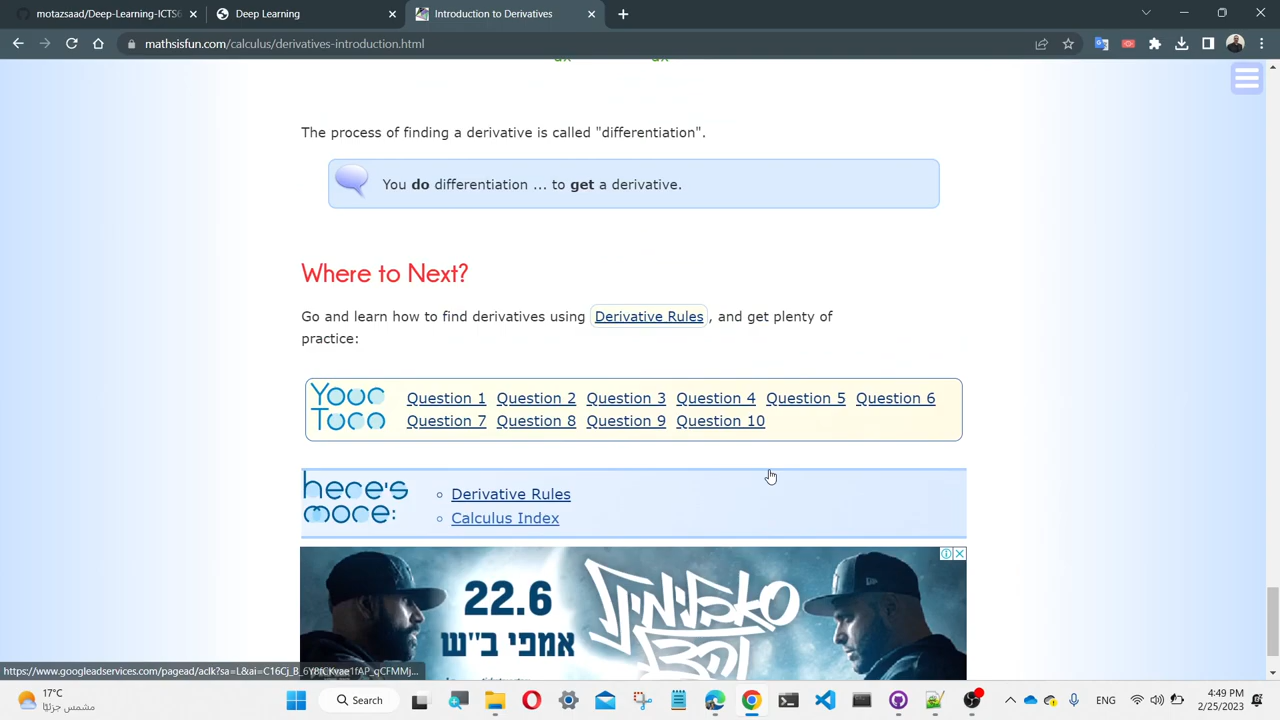 motazsaad/Deep-Learning-ICTS6
Deep Learning
Introduction to Derivatives
mathsisfun.com/calculus/derivatives-introduction.html
The process of finding a derivative is called "differentiation".
You do differentiation ... to get a derivative.
Where to Next?
Go and learn how to find derivatives using Derivative Rules , and get plenty of
practice:
Your
Turn
Question 1 Question 2 Question 3 Question 4 Question 5 Question 6
Question 7 Question 8 Question 9 Question 10
here's
more:
Derivative Rules
Calculus Index
22.6
אמפי ב״ש
17°C
مشمس جزئيًا
Search
ENG
4:49 PM
2/25/2023